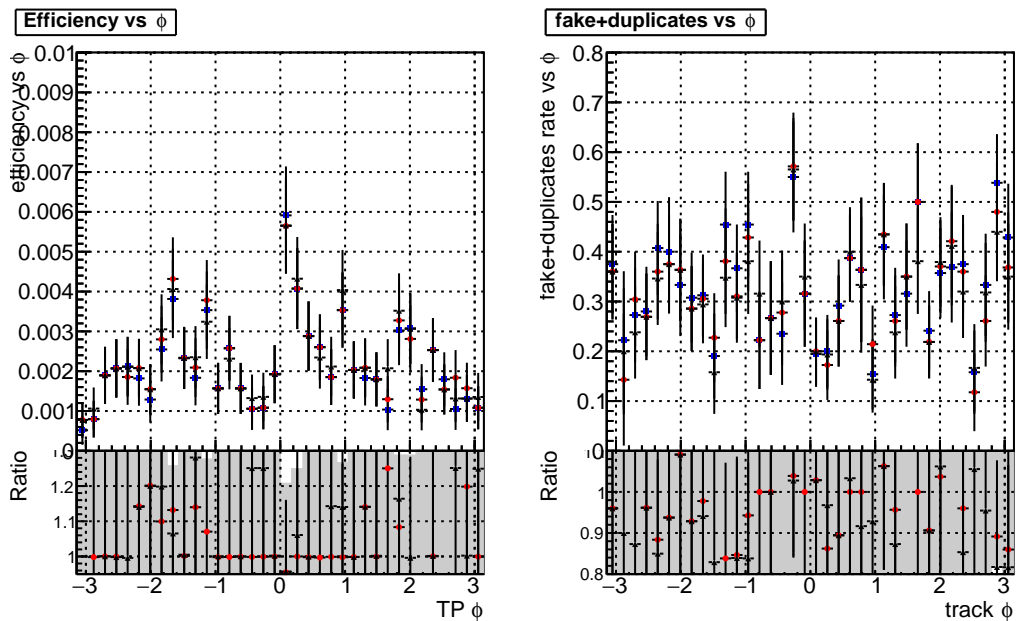 Efficiency vs ϕ
efficiency vs ϕ
0.01
0.009
0.008
0.007
0.006
0.005
0.004
0.003
0.002
0.001
0
Ratio
1.2
1.1
1
−3 −2 −1 0 1 2 3
TP ϕ
fake+duplicates vs ϕ
fake+duplicates rate vs ϕ
0.8
0.7
0.6
0.5
0.4
0.3
0.2
0.1
0
Ratio
1
0.9
0.8
−3 −2 −1 0 1 2 3
track ϕ